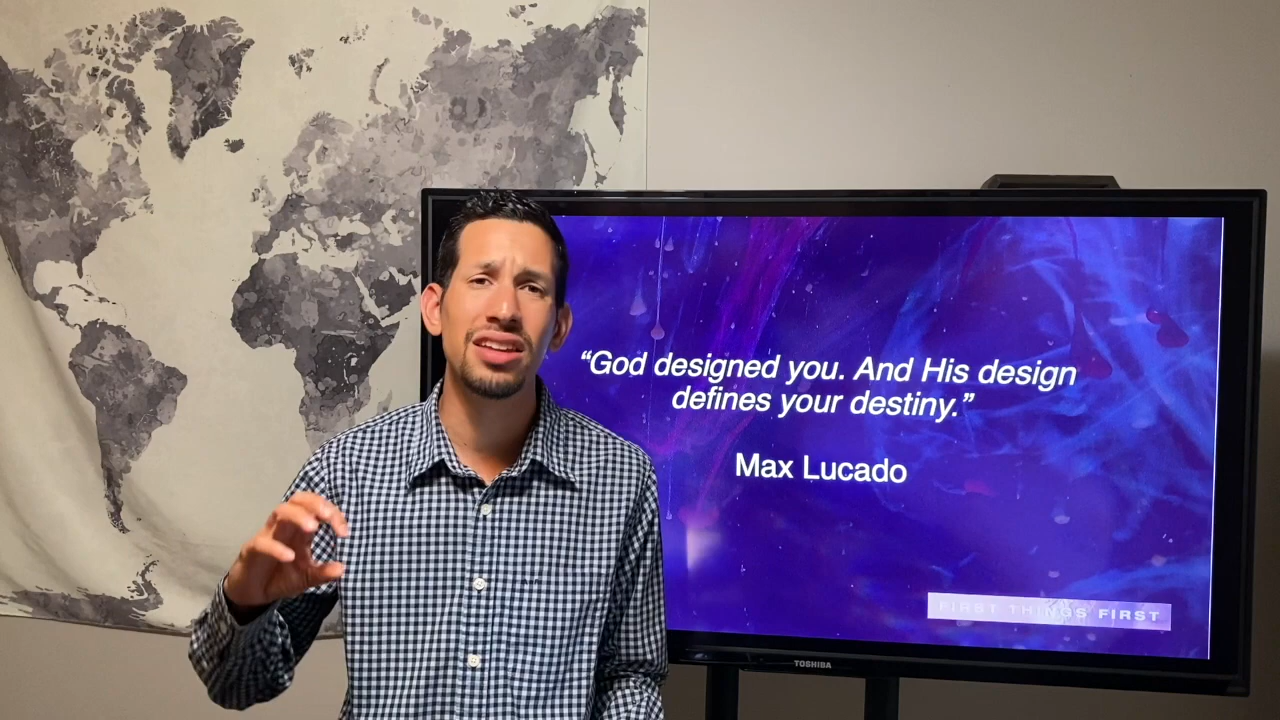 “God designed you. And His design
defines your destiny.”
Max Lucado
FIRST THINGS FIRST
TOSHIBA